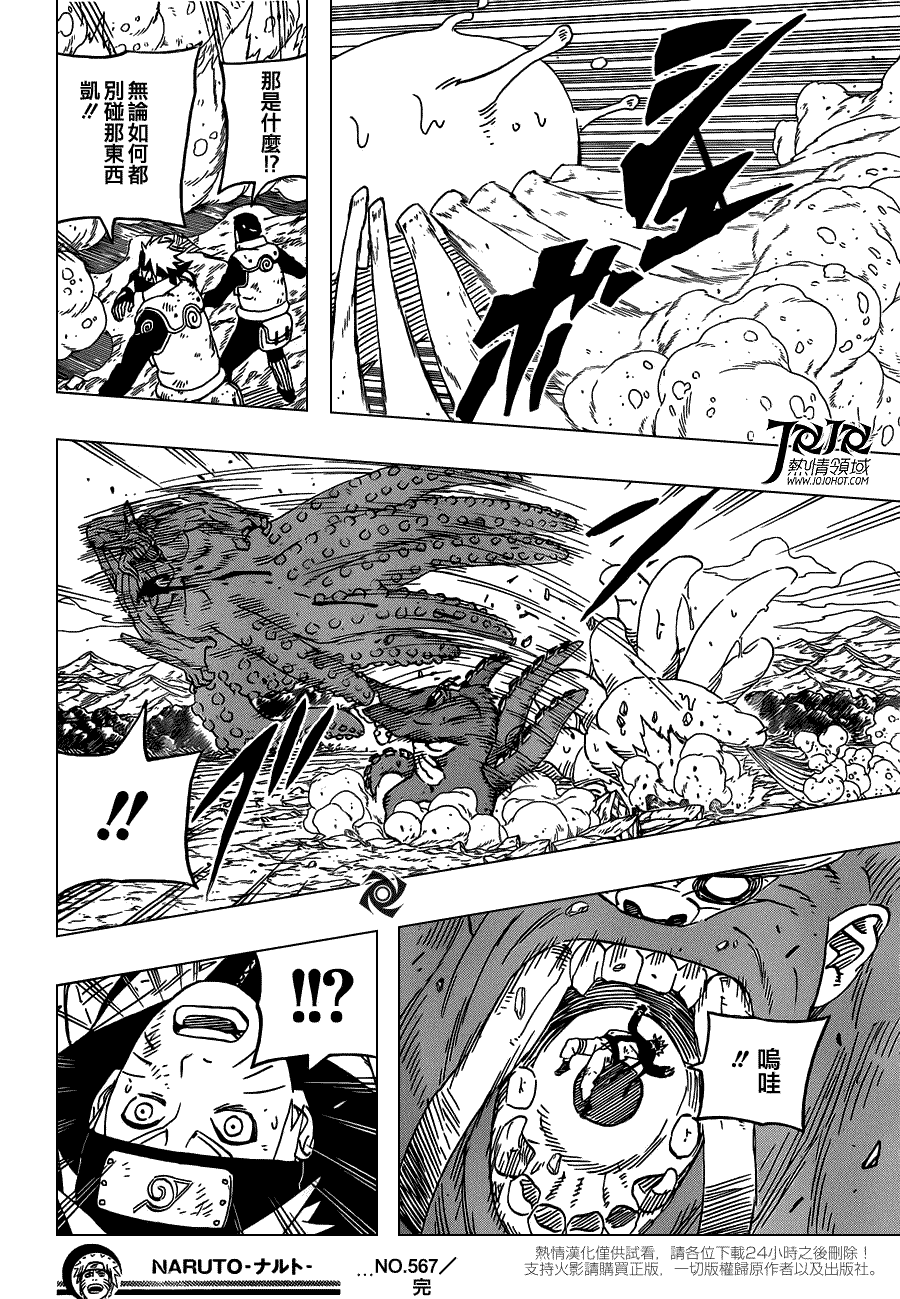 ジュボオ
那是什麼!?
無論如何都
別碰那東西
凱!!
JOJO
熱情領域
WWW.JOJOHOT.COM
!!
嗚哇
!!
!!?
NARUTO-ナルト-
...NO.567/
完
熱情漢化僅供試看，請各位下載24小時之後刪除！
支持火影請購買正版，一切版權歸原作者以及出版社。